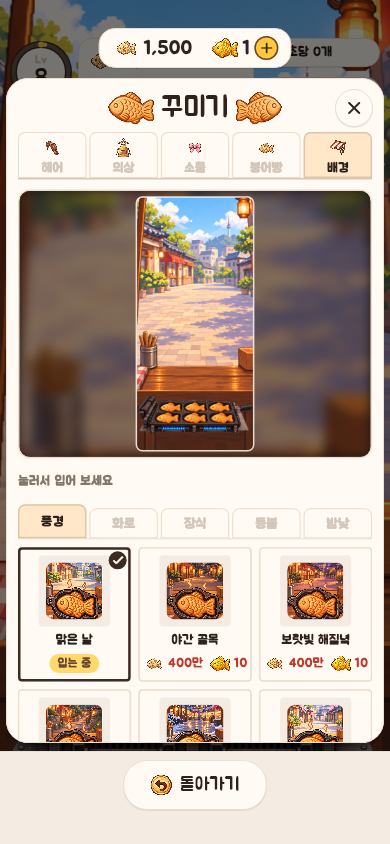 1,500 1
Lv
초당 0개
꾸미기
헤어 의상 소품 붕어빵 배경
눌러서 입어 보세요
풍경 화로 장식 등불 밤낮
맑은 날 야간 골목 보랏빛 해질녘
입는 중 400만 10 400만 10
돌아가기